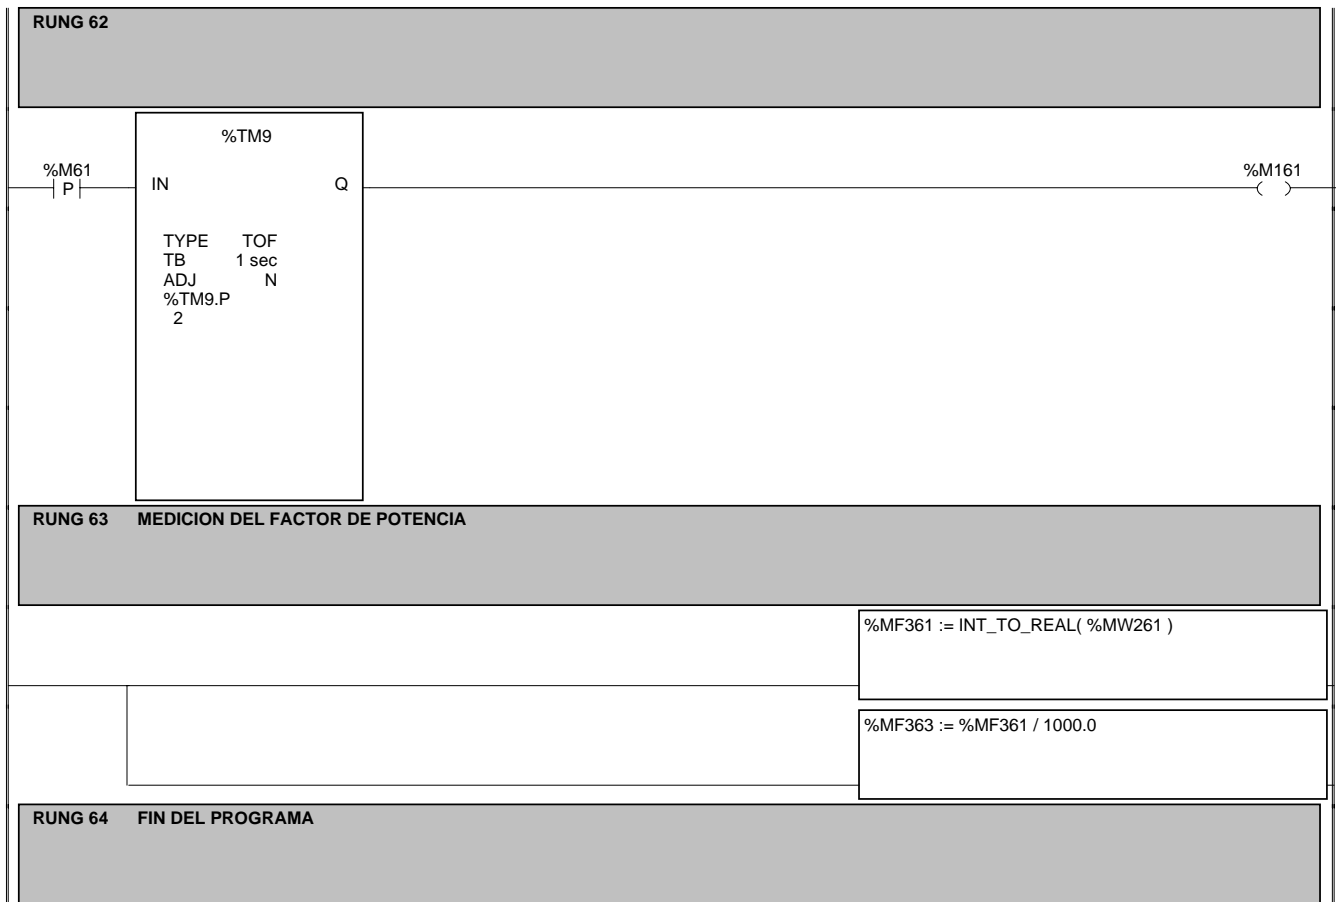 RUNG 62
%TM9
%M61
P
IN Q
%M161
TYPE TOF
TB 1 sec
ADJ N
%TM9.P
2
RUNG 63 MEDICION DEL FACTOR DE POTENCIA
%MF361 := INT_TO_REAL( %MW261 )
%MF363 := %MF361 / 1000.0
RUNG 64 FIN DEL PROGRAMA